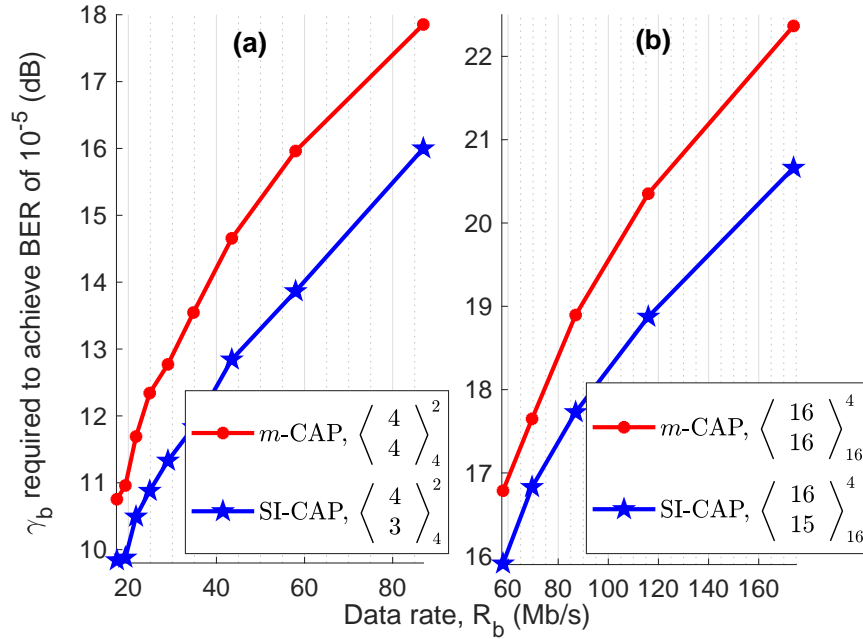 (a)
(b)
γ_b required to achieve BER of 10^-5 (dB)
18
17
16
15
14
13
12
11
10
20 40 60 80
22
21
20
19
18
17
16
60 80 100 120 140 160
m-CAP, ⟨ 4 4 ⟩ 2 4
SI-CAP, ⟨ 4 3 ⟩ 2 4
m-CAP, ⟨ 16 16 ⟩ 4 16
SI-CAP, ⟨ 16 15 ⟩ 4 16
Data rate, R_b (Mb/s)